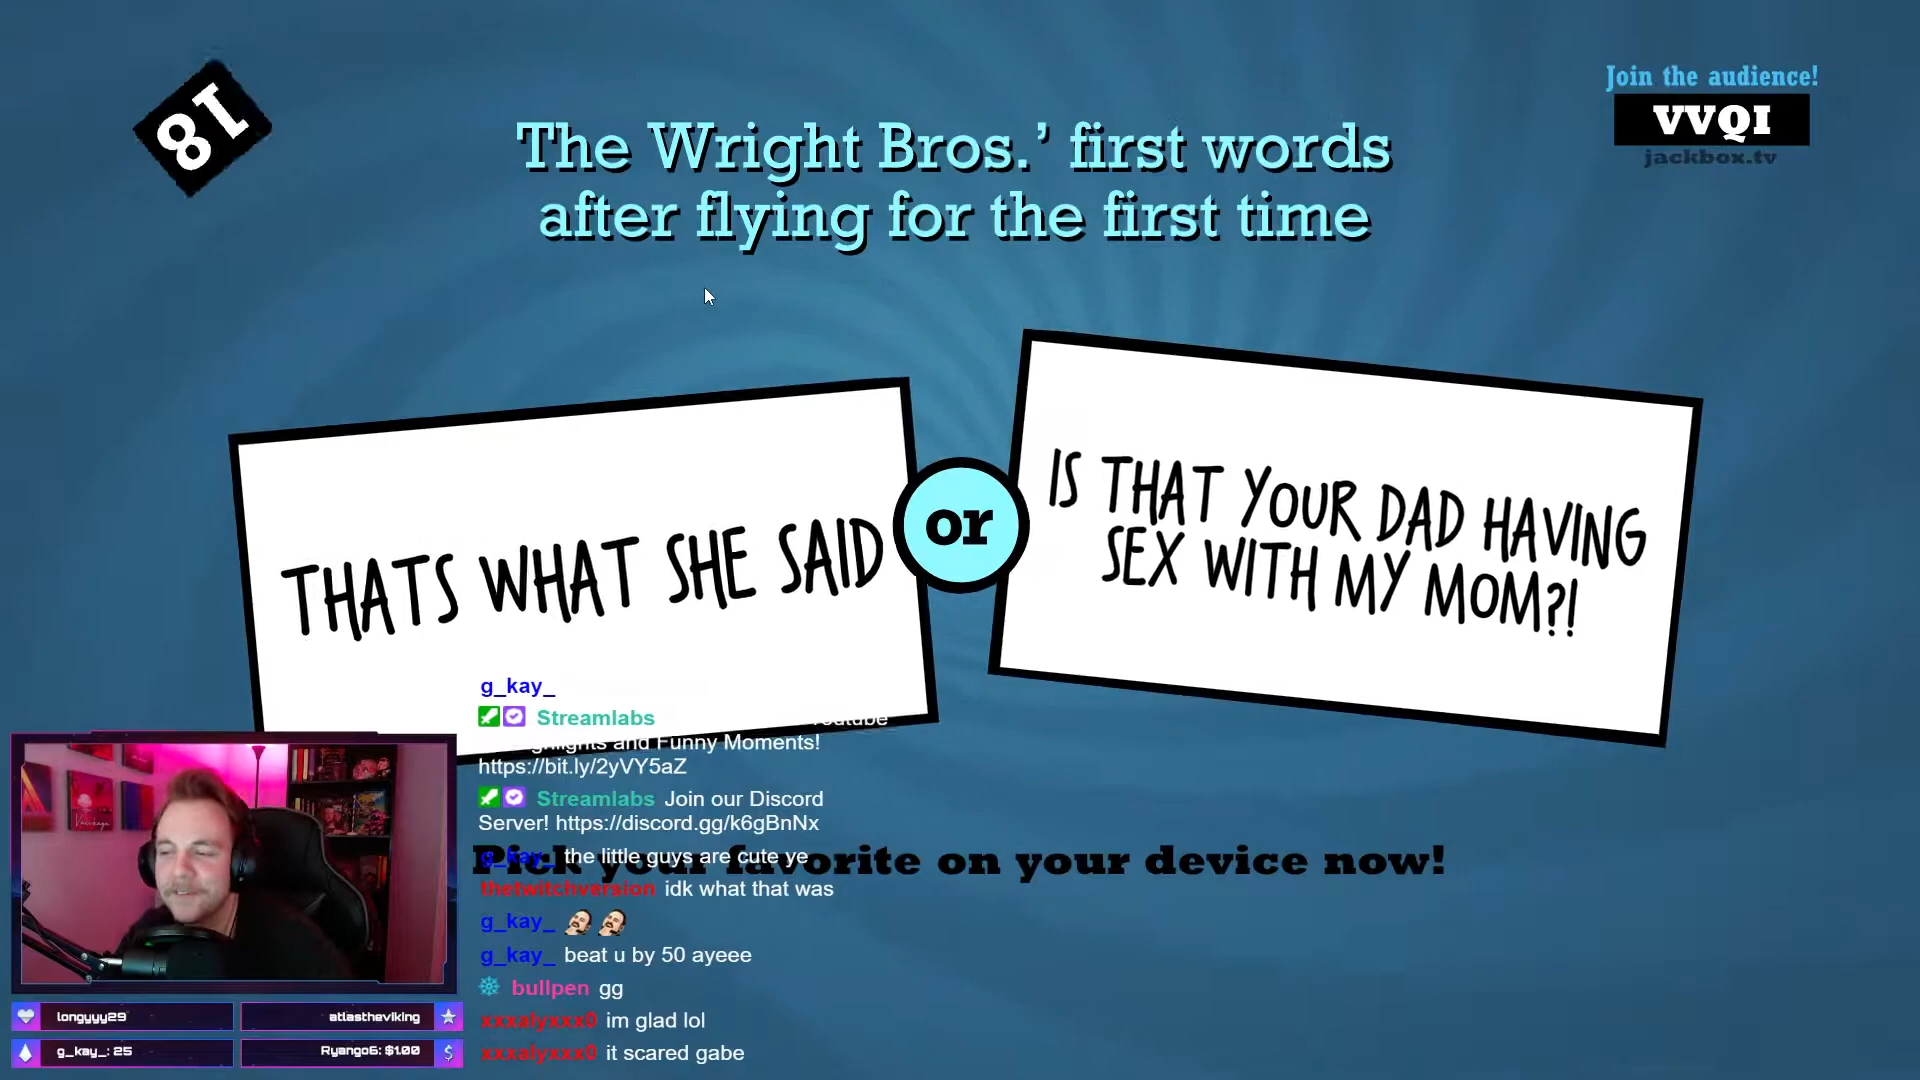 18
Join the audience!
VVQI
jackbox.tv
The Wright Bros.’ first words
after flying for the first time
THATS WHAT SHE SAID
or
IS THAT YOUR DAD HAVING
SEX WITH MY MOM?!
Pick your favorite on your device now!
g_kay_
Streamlabs
and Funny Moments!
https://bit.ly/2yVY5aZ
Streamlabs Join our Discord
Server! https://discord.gg/k6gBnNx
g_kay_ the little guys are cute ye
thetwitchversion idk what that was
g_kay_
g_kay_ beat u by 50 ayeee
bullpen gg
xxxalyxxx0 im glad lol
xxxalyxxx0 it scared gabe
longyyy29
atlastheviking
g_kay_: 25
Ryango6: $1.00